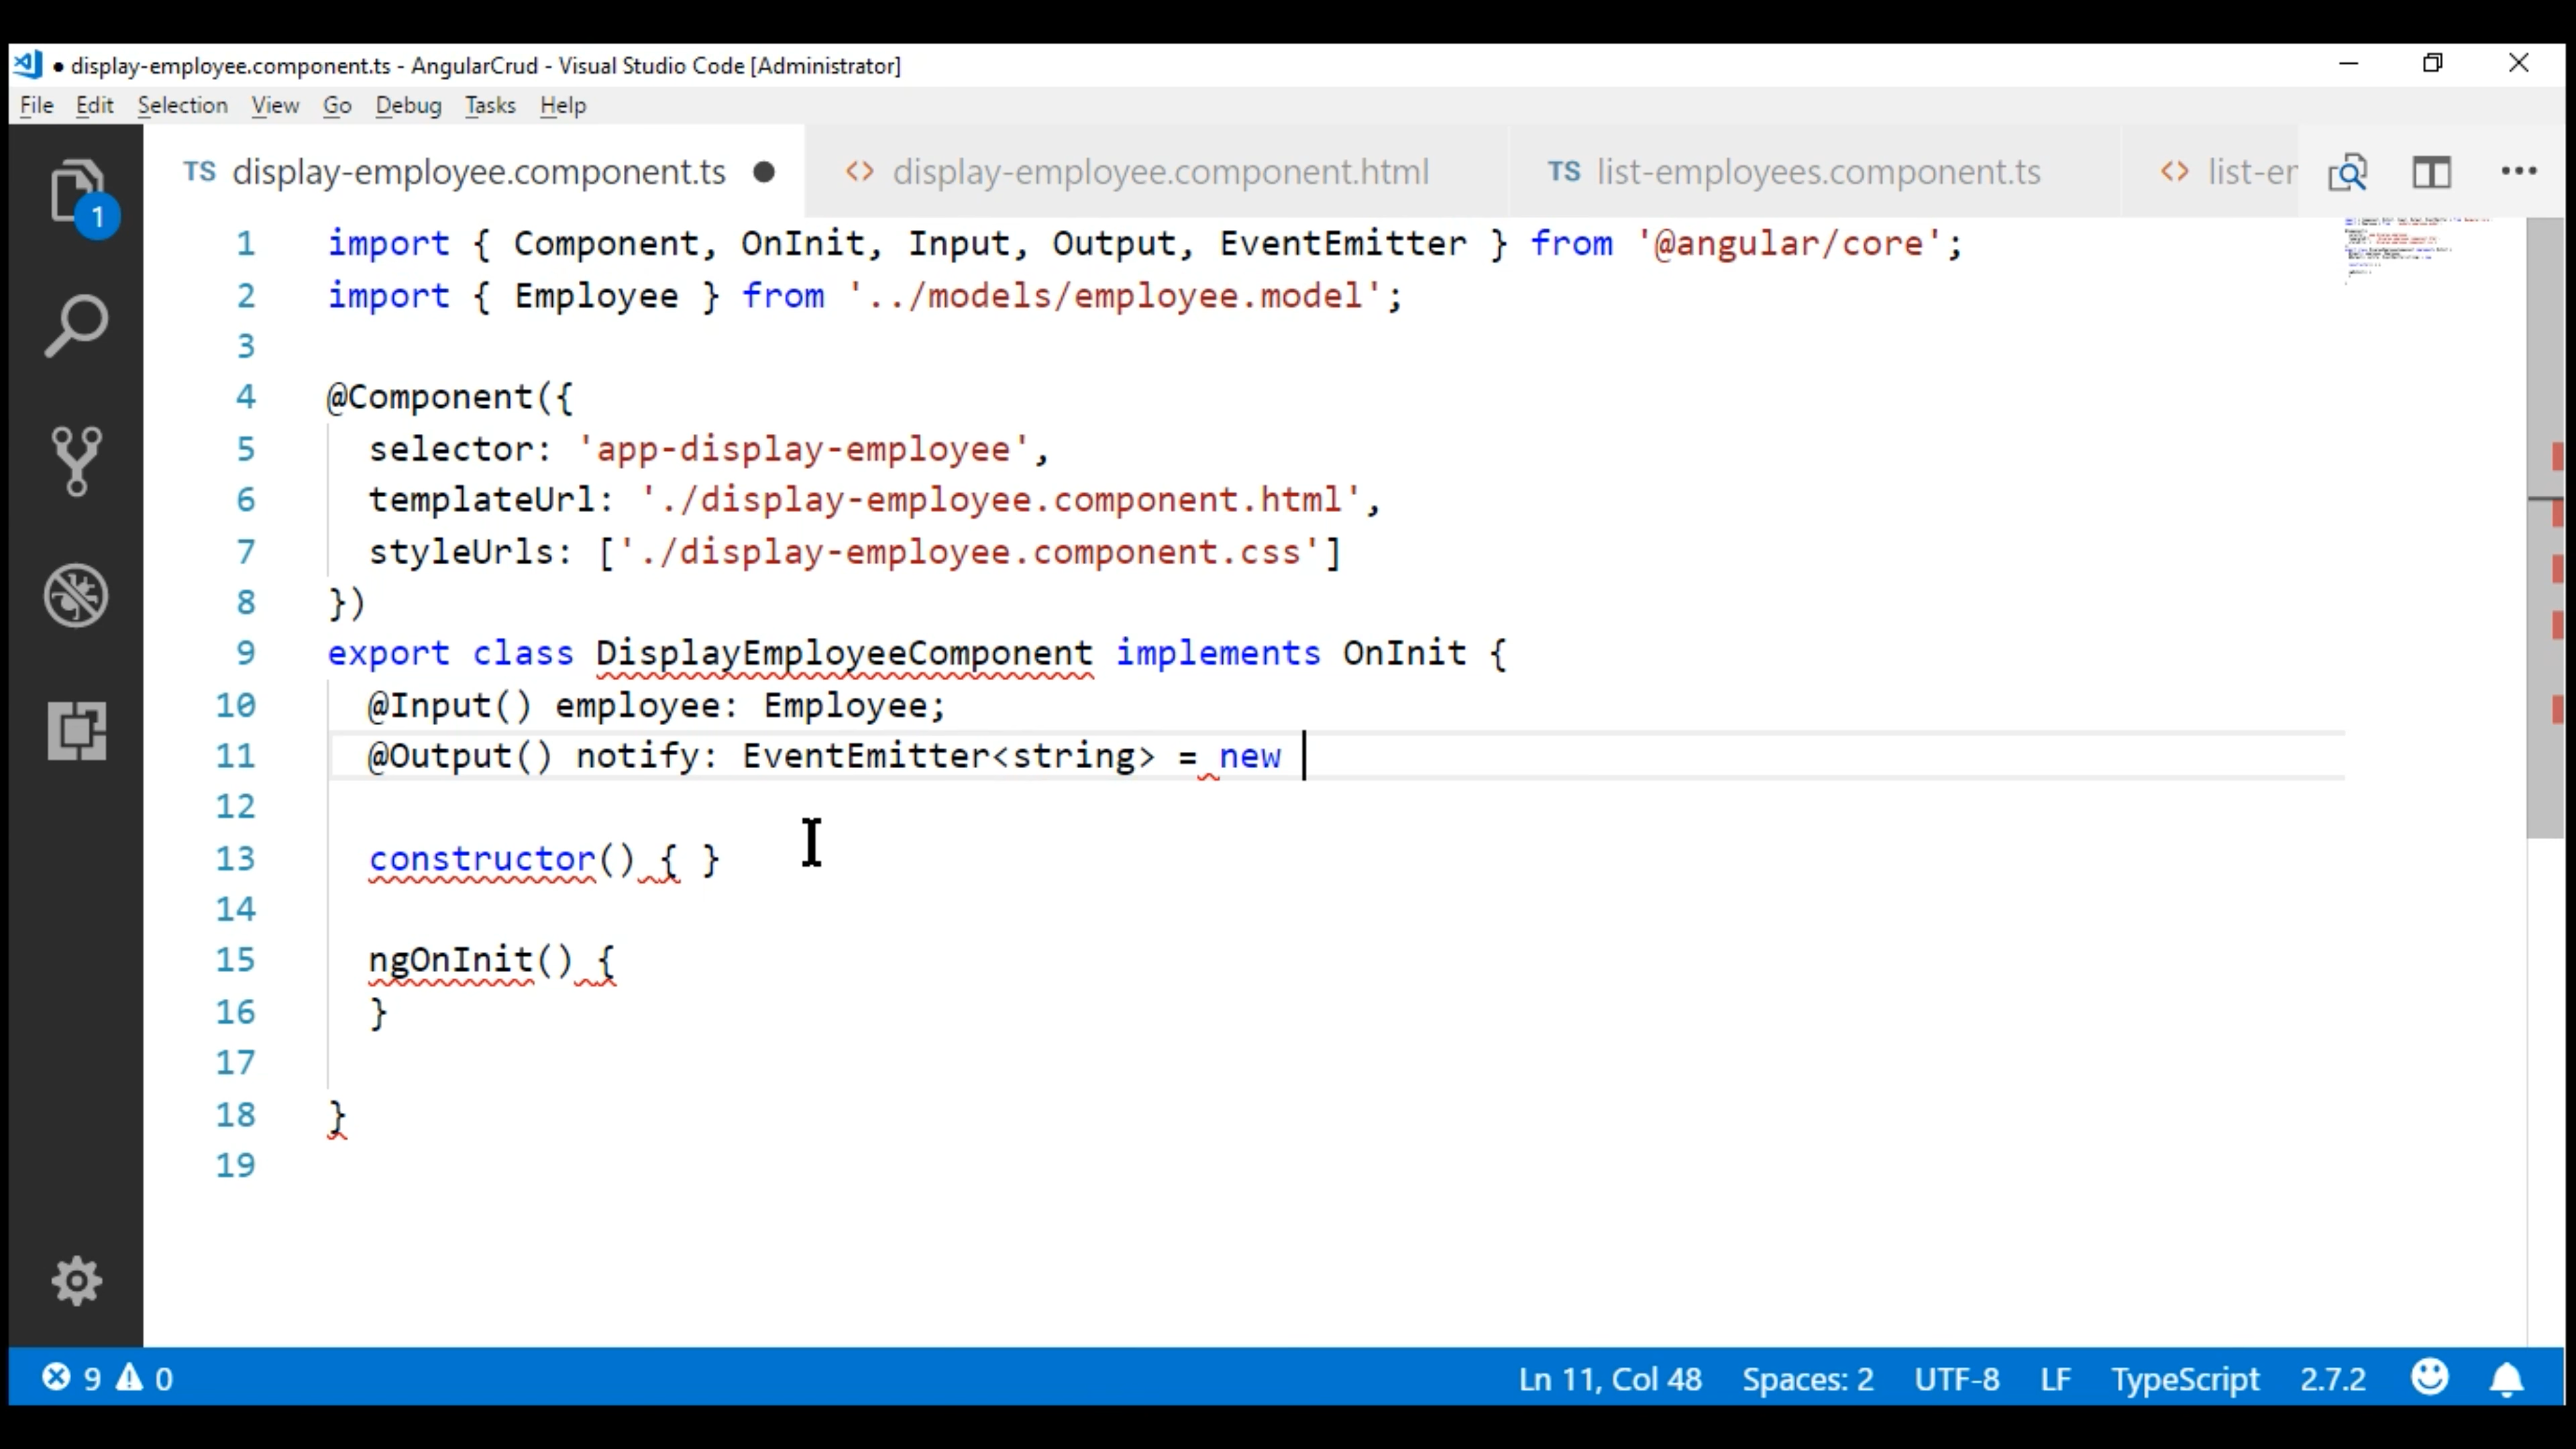 ● display-employee.component.ts - AngularCrud - Visual Studio Code [Administrator]
File Edit Selection View Go Debug Tasks Help
TS display-employee.component.ts ● <> display-employee.component.html TS list-employees.component.ts <> list-er
1
1 import { Component, OnInit, Input, Output, EventEmitter } from '@angular/core';
2 import { Employee } from '../models/employee.model';
3
4 @Component({
5   selector: 'app-display-employee',
6   templateUrl: './display-employee.component.html',
7   styleUrls: ['./display-employee.component.css']
8 })
9 export class DisplayEmployeeComponent implements OnInit {
10   @Input() employee: Employee;
11   @Output() notify: EventEmitter<string> = new
12
13   constructor() { }
14
15   ngOnInit() {
16   }
17
18 }
19
9 0 Ln 11, Col 48 Spaces: 2 UTF-8 LF TypeScript 2.7.2